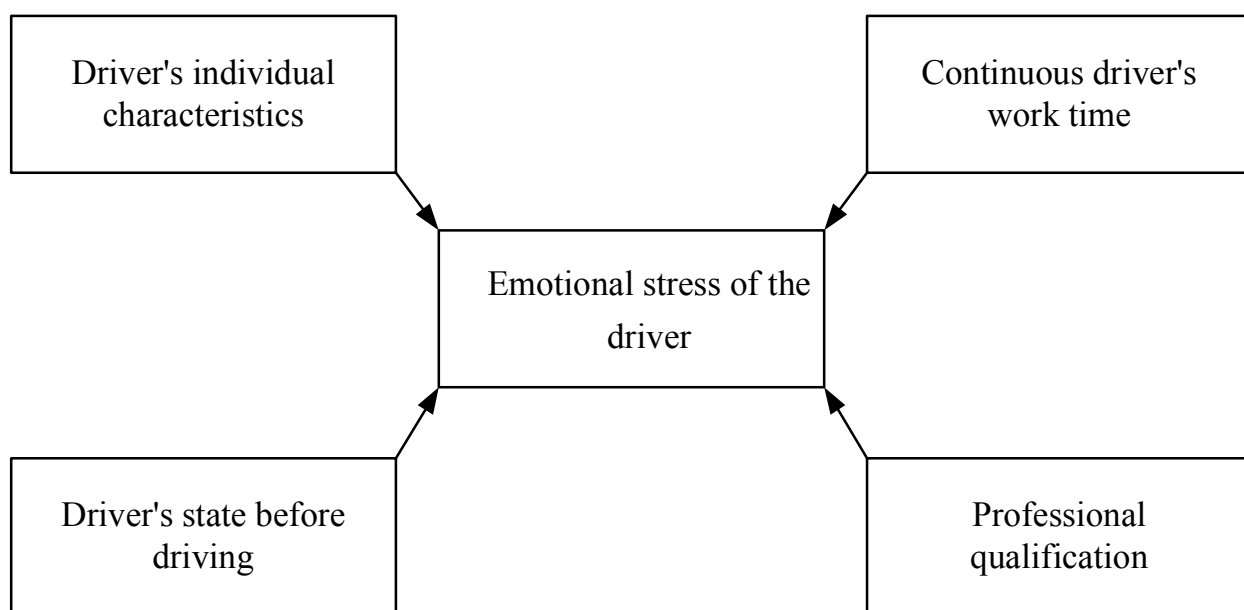 Driver's individual
characteristics
Continuous driver's
work time
Emotional stress of the
driver
Driver's state before
driving
Professional
qualification